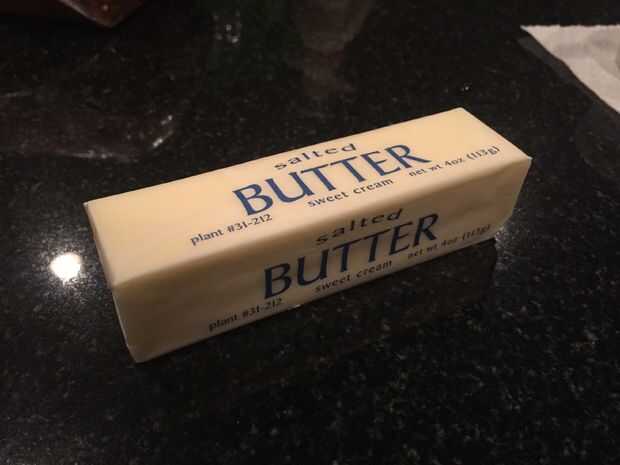 salted
BUTTER
plant #31-212 sweet cream net wt 4oz (113g)
salted
BUTTER
plant #31-212 sweet cream net wt 4oz (113g)